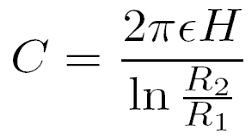 C = \frac{2\pi\epsilon H}{\ln \frac{R_2}{R_1}}